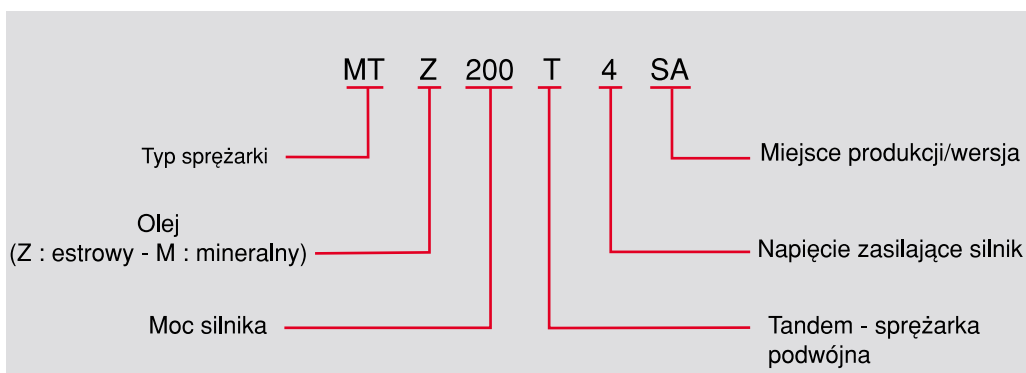 MT Z 200 T 4 SA
Typ sprężarki
Miejsce produkcji/wersja
Olej
(Z : estrowy - M : mineralny)
Napięcie zasilające silnik
Moc silnika
Tandem - sprężarka
podwójna